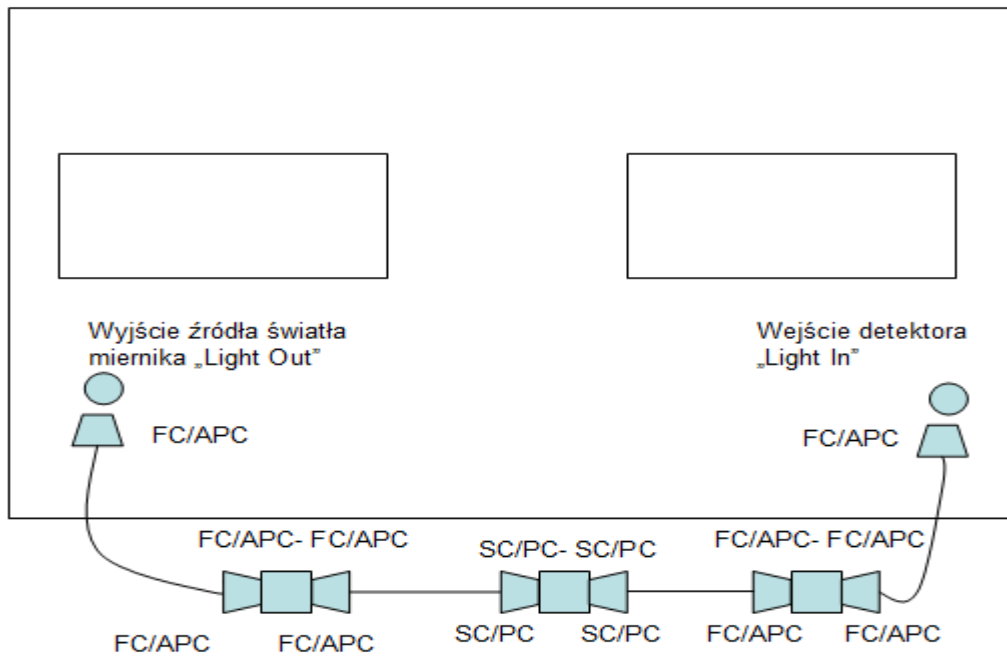 Wyjście źródła światła
miernika „Light Out”
Wejście detektora
„Light In”
FC/APC
FC/APC
FC/APC- FC/APC
SC/PC- SC/PC
FC/APC- FC/APC
FC/APC
FC/APC
SC/PC
SC/PC
FC/APC
FC/APC